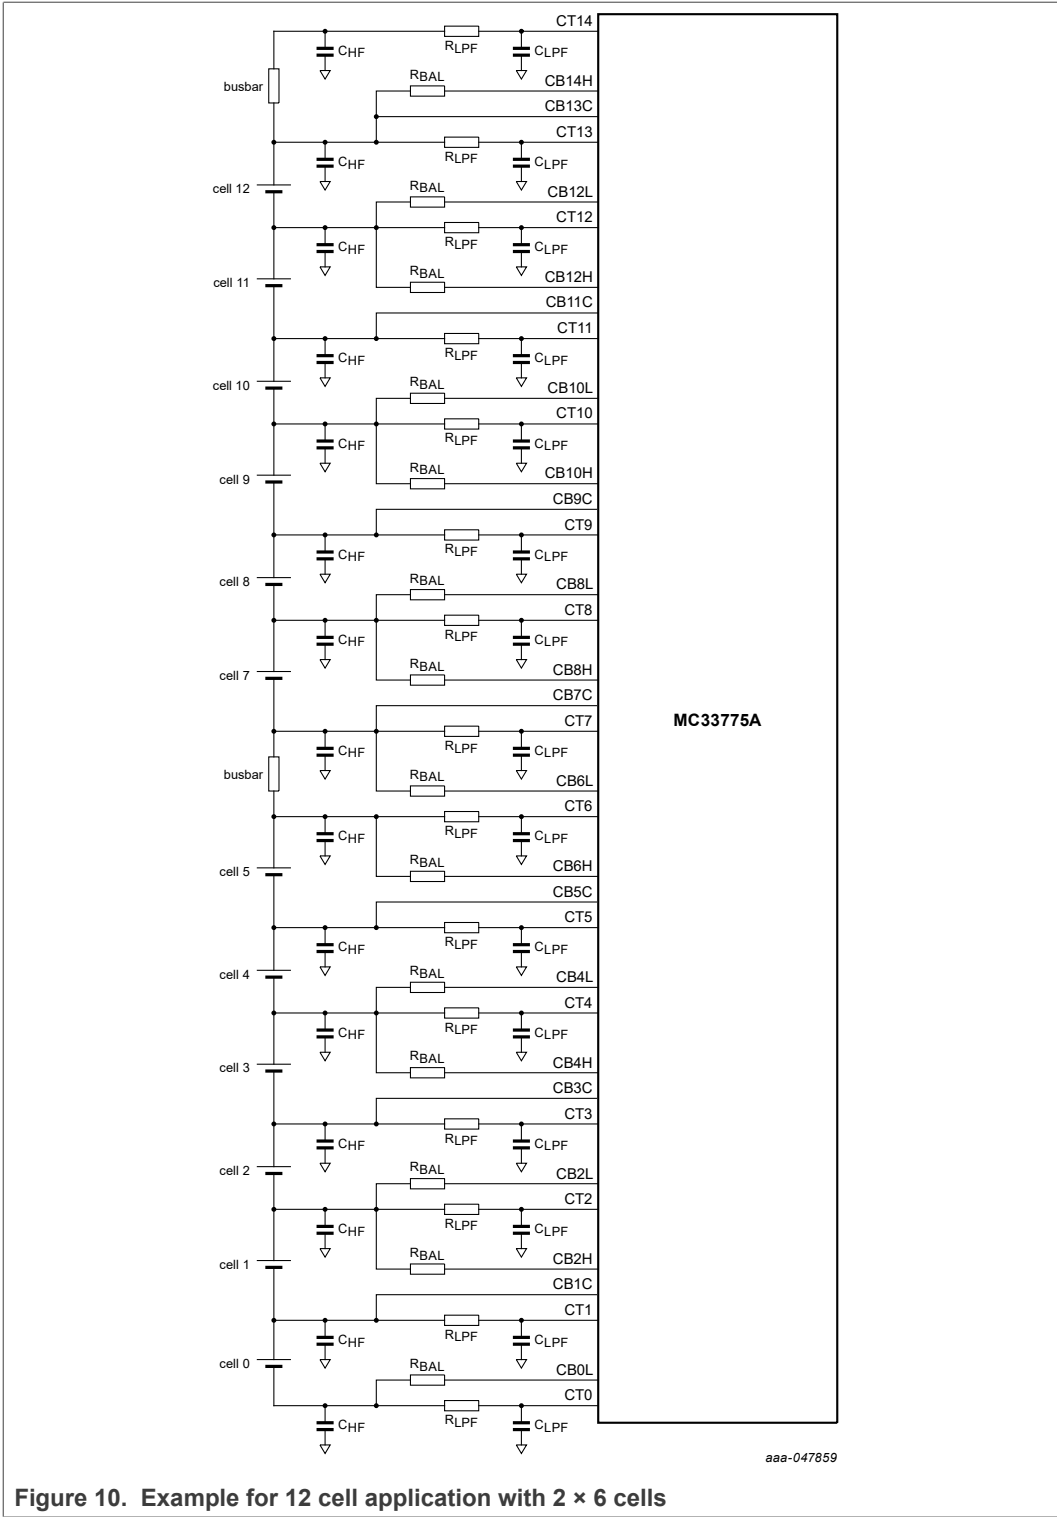 CT14
CHF
RLPF
CLPF
busbar
RBAL
CB14H
CB13C
CT13
CHF
RLPF
CLPF
cell 12
RBAL
CB12L
CT12
CHF
RLPF
CLPF
cell 11
RBAL
CB12H
CB11C
CT11
CHF
RLPF
CLPF
cell 10
RBAL
CB10L
CT10
CHF
RLPF
CLPF
cell 9
RBAL
CB10H
CB9C
CT9
CHF
RLPF
CLPF
cell 8
RBAL
CB8L
CT8
CHF
RLPF
CLPF
cell 7
RBAL
CB8H
CB7C
MC33775A
CT7
CHF
RLPF
CLPF
busbar
RBAL
CB6L
CT6
CHF
RLPF
CLPF
cell 5
RBAL
CB6H
CB5C
CT5
CHF
RLPF
CLPF
cell 4
RBAL
CB4L
CT4
CHF
RLPF
CLPF
cell 3
RBAL
CB4H
CB3C
CT3
CHF
RLPF
CLPF
cell 2
RBAL
CB2L
CT2
CHF
RLPF
CLPF
cell 1
RBAL
CB2H
CB1C
CT1
CHF
RLPF
CLPF
cell 0
RBAL
CB0L
CT0
CHF
RLPF
CLPF
aaa-047859
Figure 10. Example for 12 cell application with 2 × 6 cells